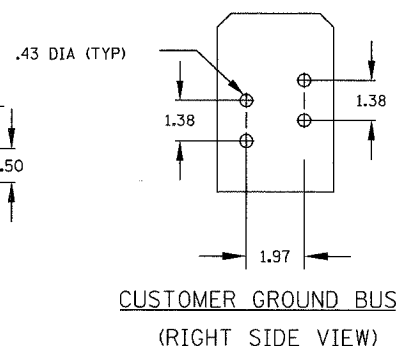 .43 DIA (TYP)
1.38
1.38
.50
1.97
CUSTOMER GROUND BUS
(RIGHT SIDE VIEW)